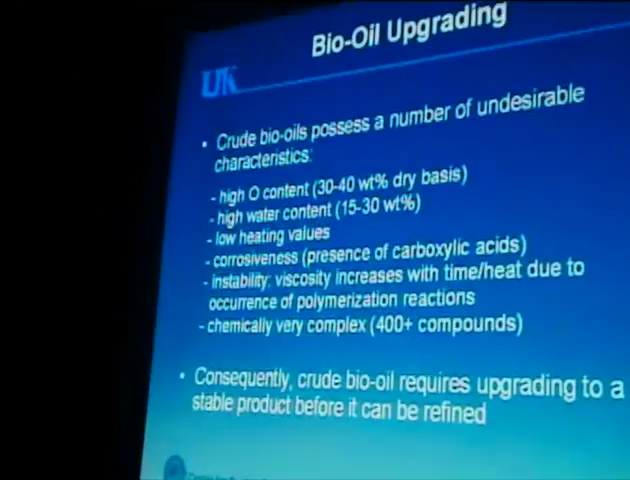 Bio-Oil Upgrading
UK
• Crude bio-oils possess a number of undesirable
characteristics:
- high O content (30-40 wt% dry basis)
- high water content (15-30 wt%)
- low heating values
- corrosiveness (presence of carboxylic acids)
- instability: viscosity increases with time/heat due to
occurrence of polymerization reactions
- chemically very complex (400+ compounds)
• Consequently, crude bio-oil requires upgrading to a
stable product before it can be refined